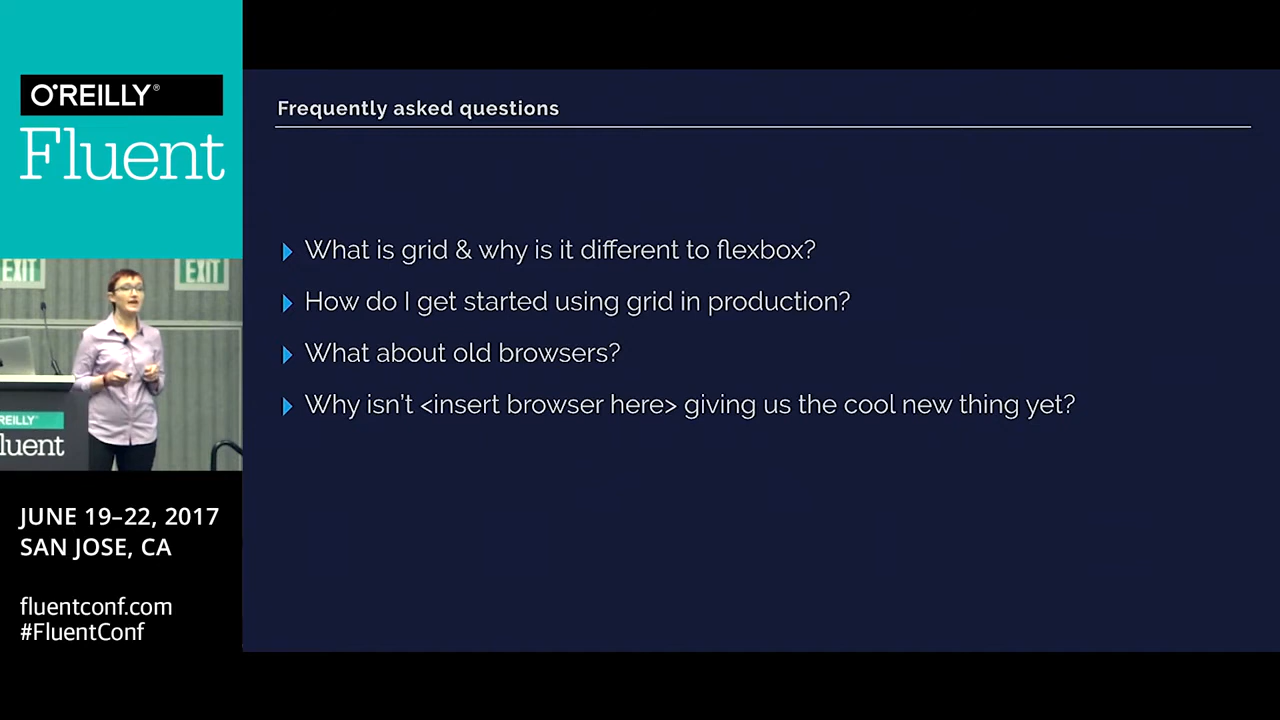 O'REILLY®
Fluent
EXIT
EXIT
REILLY
luent
JUNE 19–22, 2017
SAN JOSE, CA
fluentconf.com
#FluentConf
Frequently asked questions
What is grid & why is it different to flexbox?
How do I get started using grid in production?
What about old browsers?
Why isn't <insert browser here> giving us the cool new thing yet?